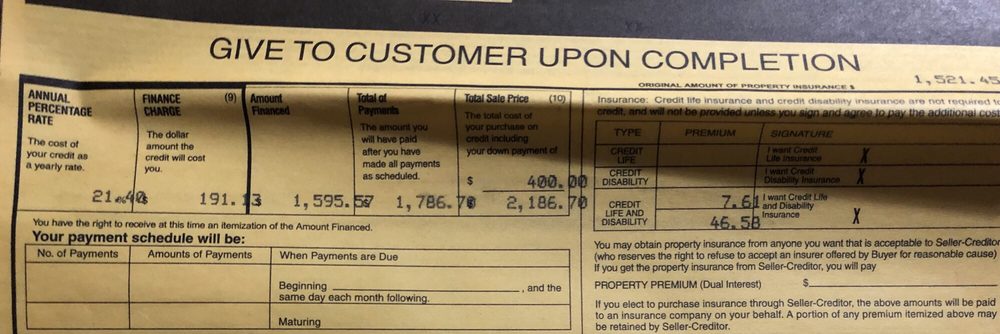 GIVE TO CUSTOMER UPON COMPLETION
1,521.45
ORIGINAL AMOUNT OF PROPERTY INSURANCE $
ANNUAL PERCENTAGE RATE
The cost of your credit as a yearly rate.
21.40
FINANCE CHARGE (9)
The dollar amount the credit will cost you.
191.13
Amount Financed
1,595.57
Total of Payments
The amount you will have paid after you have made all payments as scheduled.
1,786.70
Total Sale Price (10)
The total cost of your purchase on credit including your down payment of
$ 400.00
2,186.70
Insurance: Credit life insurance and credit disability insurance are not required to
credit, and will not be provided unless you sign and agree to pay the additional cost
TYPE PREMIUM SIGNATURE
CREDIT LIFE I want Credit Life Insurance X
CREDIT DISABILITY I want Credit Disability Insurance X
CREDIT LIFE AND DISABILITY 7.61 46.58 I want Credit Life and Disability Insurance X
You have the right to receive at this time an itemization of the Amount Financed.
Your payment schedule will be:
No. of Payments Amounts of Payments When Payments are Due
Beginning , and the
same day each month following.
Maturing
You may obtain property insurance from anyone you want that is acceptable to Seller-Creditor
(who reserves the right to refuse to accept an insurer offered by Buyer for reasonable cause)
If you get the property insurance from Seller-Creditor, you will pay
PROPERTY PREMIUM (Dual Interest) $
If you elect to purchase insurance through Seller-Creditor, the above amounts will be paid
to an insurance company on your behalf. A portion of any premium itemized above may
be retained by Seller-Creditor.